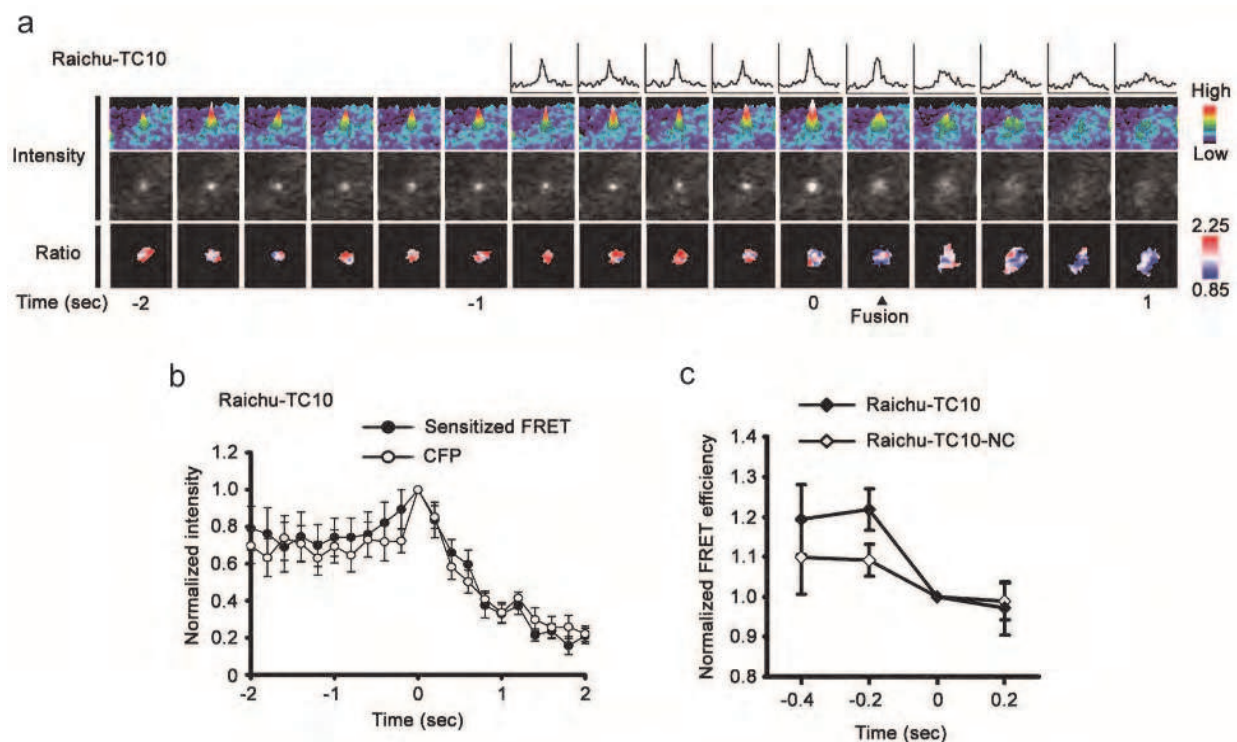 a
Raichu-TC10
High
Intensity
Low
2.25
Ratio
0.85
Time (sec) -2 -1 0 1
Fusion
b
Raichu-TC10
Sensitized FRET
CFP
Normalized intensity
1.2
1.0
0.8
0.6
0.4
0.2
0
-2 -1 0 1 2
Time (sec)
c
Raichu-TC10
Raichu-TC10-NC
Normalized FRET efficiency
1.4
1.3
1.2
1.1
1.0
0.9
0.8
-0.4 -0.2 0 0.2
Time (sec)